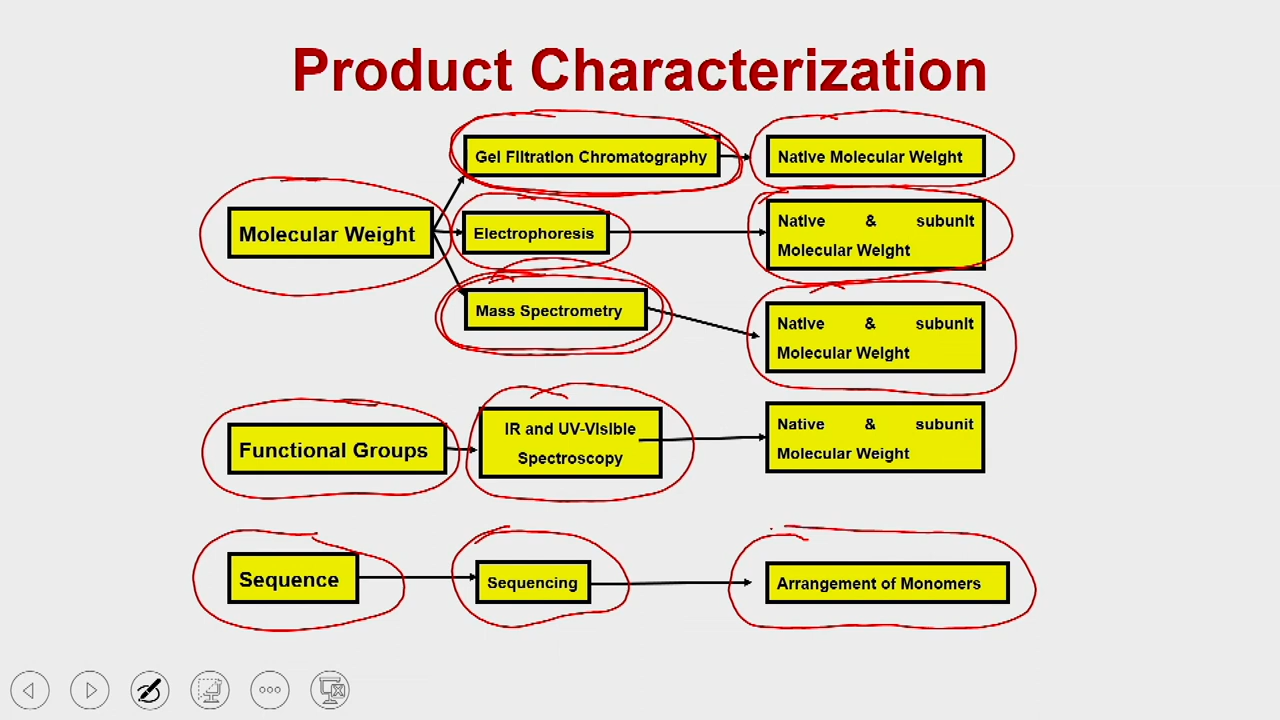 Product Characterization
Gel Filtration Chromatography
Native Molecular Weight
Molecular Weight
Electrophoresis
Native & subunit
Molecular Weight
Mass Spectrometry
Native & subunit
Molecular Weight
Functional Groups
IR and UV-Visible
Spectroscopy
Native & subunit
Molecular Weight
Sequence
Sequencing
Arrangement of Monomers